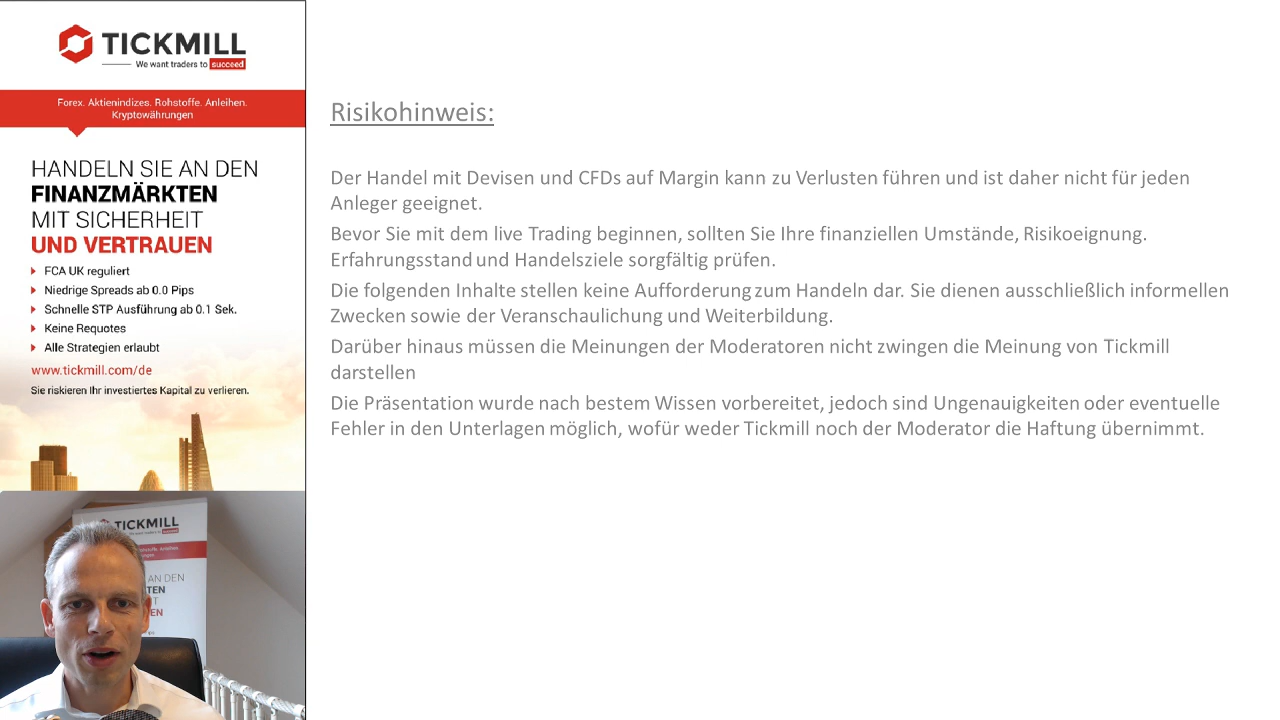 TICKMILL
We want traders to succeed
Forex. Aktienindizes. Rohstoffe. Anleihen.
Kryptowährungen
HANDELN SIE AN DEN
FINANZMÄRKTEN
MIT SICHERHEIT
UND VERTRAUEN
FCA UK reguliert
Niedrige Spreads ab 0.0 Pips
Schnelle STP Ausführung ab 0.1 Sek.
Keine Requotes
Alle Strategien erlaubt
www.tickmill.com/de
Sie riskieren Ihr investiertes Kapital zu verlieren.
Risikohinweis:
Der Handel mit Devisen und CFDs auf Margin kann zu Verlusten führen und ist daher nicht für jeden
Anleger geeignet.
Bevor Sie mit dem live Trading beginnen, sollten Sie Ihre finanziellen Umstände, Risikoeignung.
Erfahrungsstand und Handelsziele sorgfältig prüfen.
Die folgenden Inhalte stellen keine Aufforderung zum Handeln dar. Sie dienen ausschließlich informellen
Zwecken sowie der Veranschaulichung und Weiterbildung.
Darüber hinaus müssen die Meinungen der Moderatoren nicht zwingen die Meinung von Tickmill
darstellen
Die Präsentation wurde nach bestem Wissen vorbereitet, jedoch sind Ungenauigkeiten oder eventuelle
Fehler in den Unterlagen möglich, wofür weder Tickmill noch der Moderator die Haftung übernimmt.
TICKMILL
AN DEN